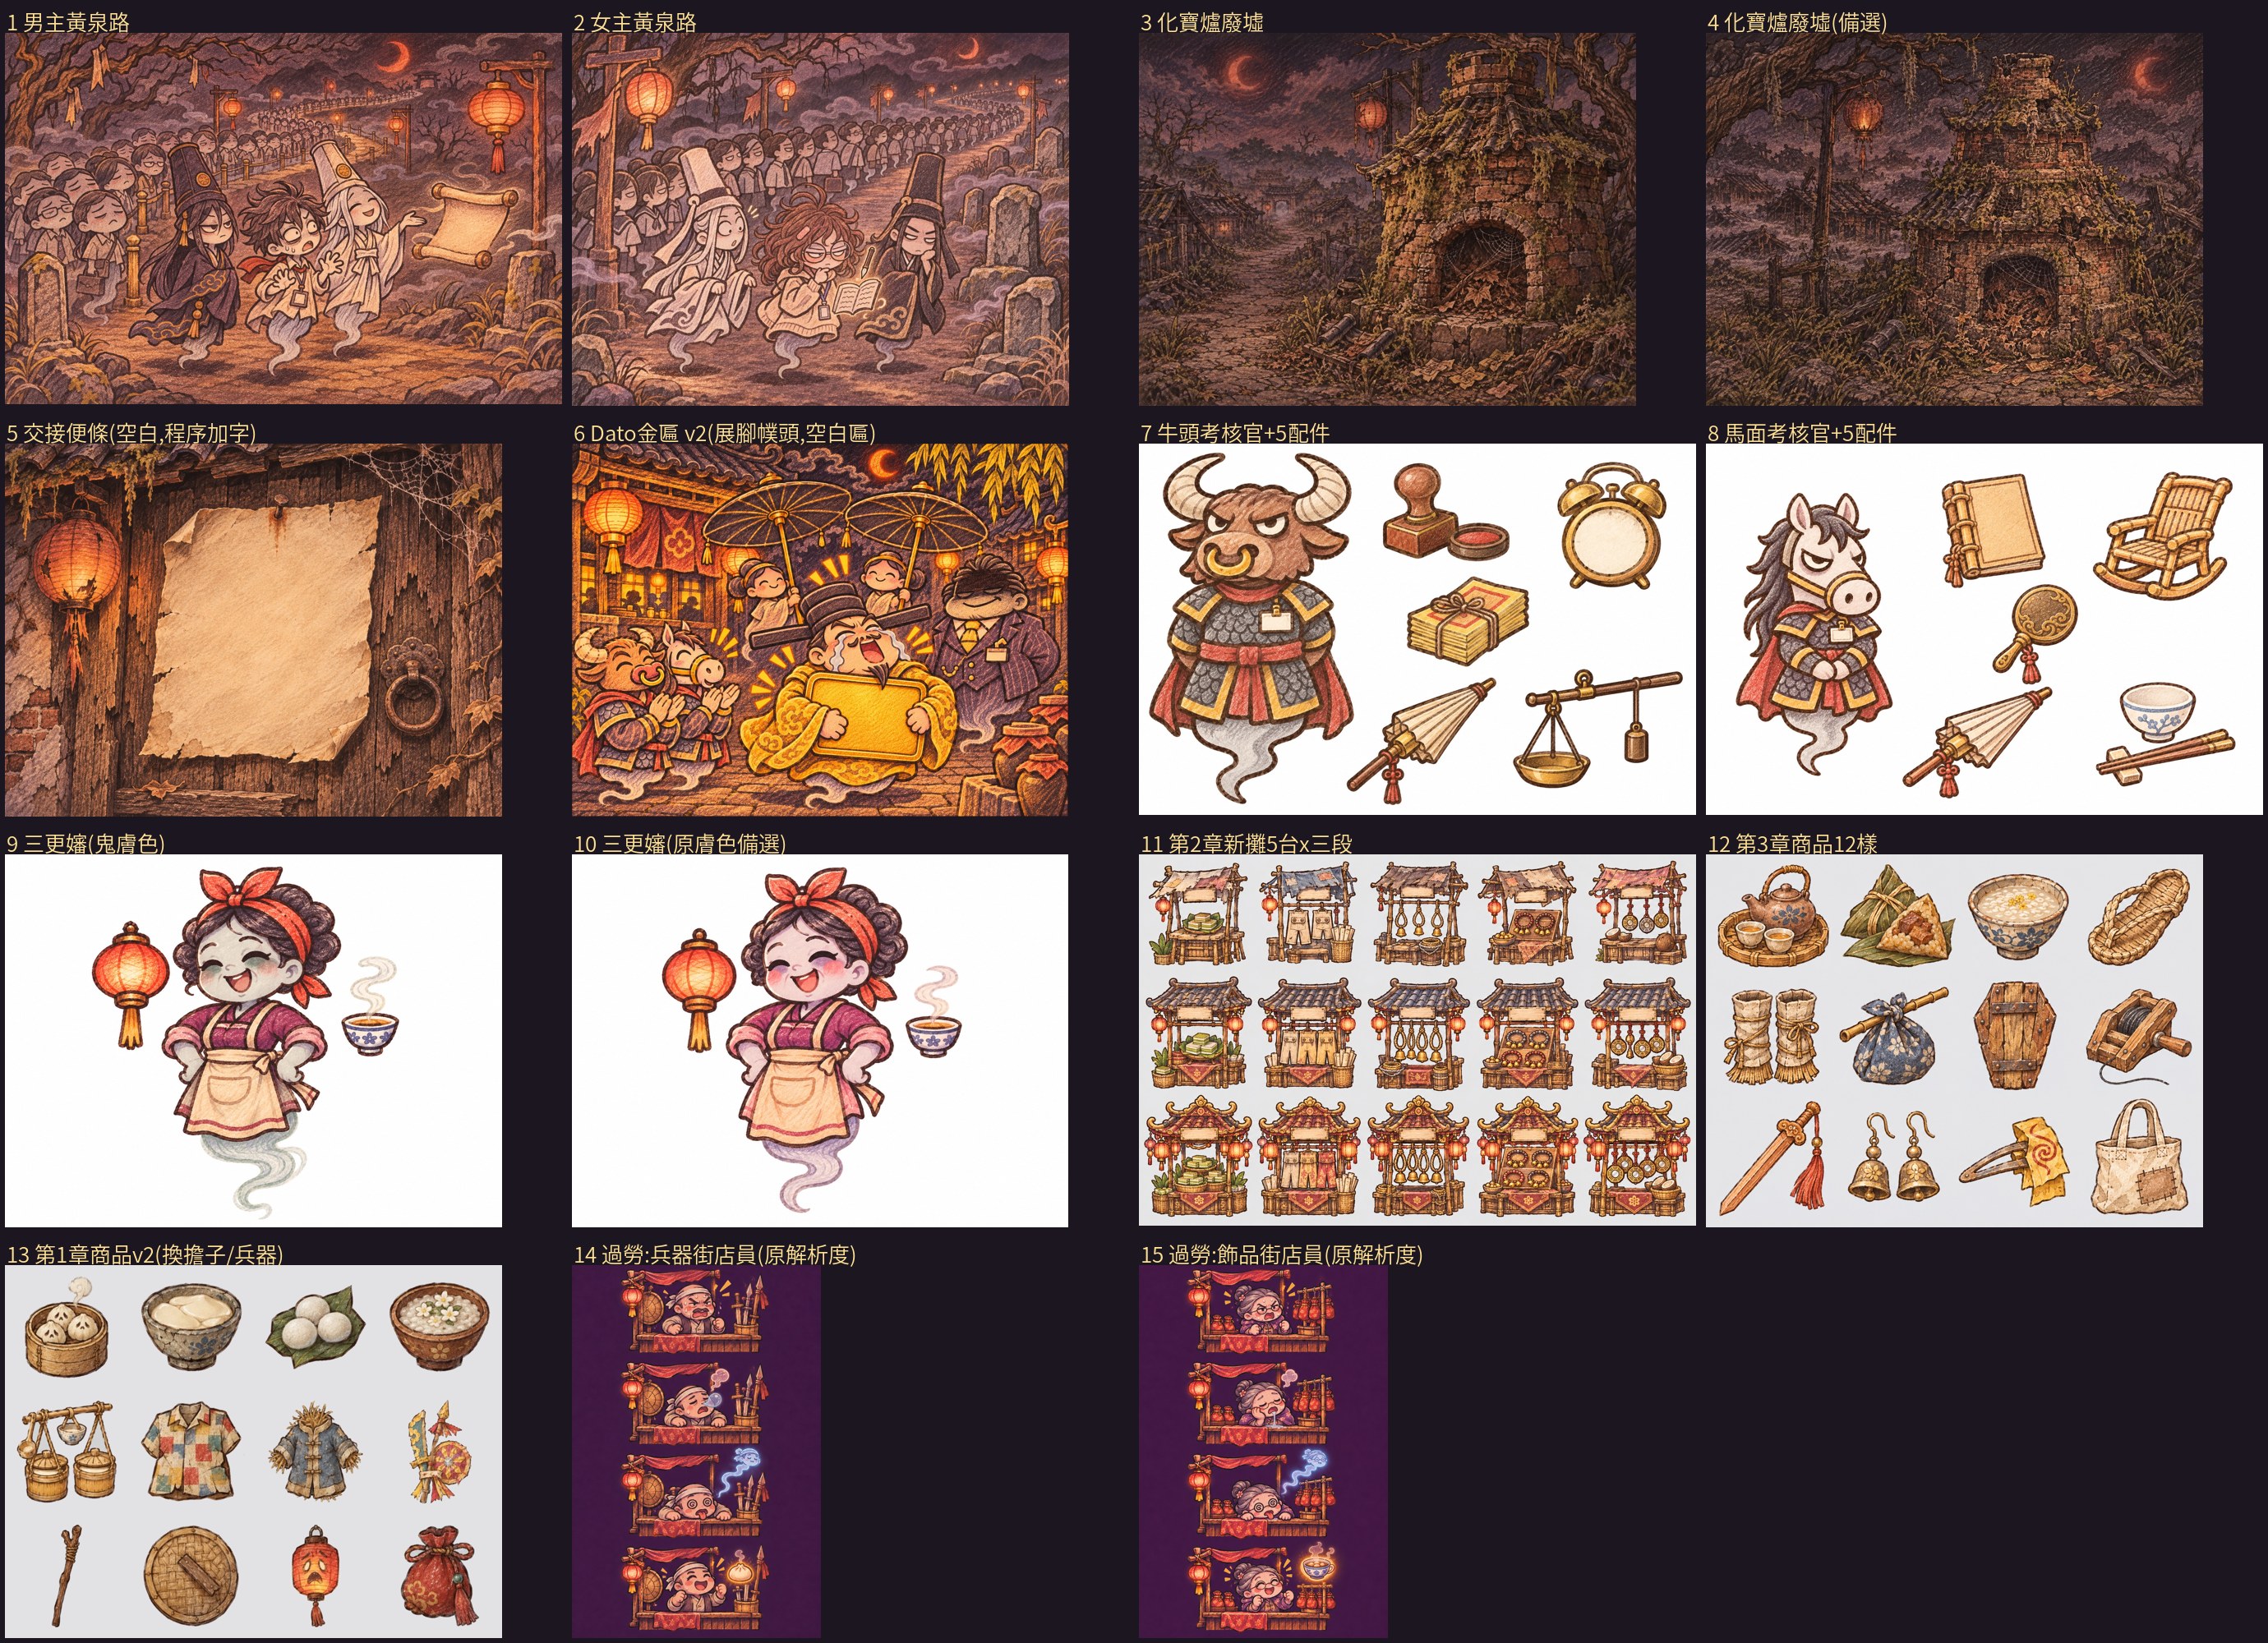 1 男主黃泉路
2 女主黃泉路
3 化寶爐廢墟
4 化寶爐廢墟(備選)
5 交接便條(空白,程序加字)
6 Dato金匾 v2(展腳幞頭,空白區)
7 牛頭考核官+5配件
8 馬面考核官+5配件
9 三更嬸(鬼膚色)
10 三更嬸(原膚色備選)
11 第2章新攤5台x三段
12 第3章商品12樣
13 第1章商品v2(換擔子/兵器)
14 過勞:兵器街店員(原解析度)
15 過勞:飾品街店員(原解析度)